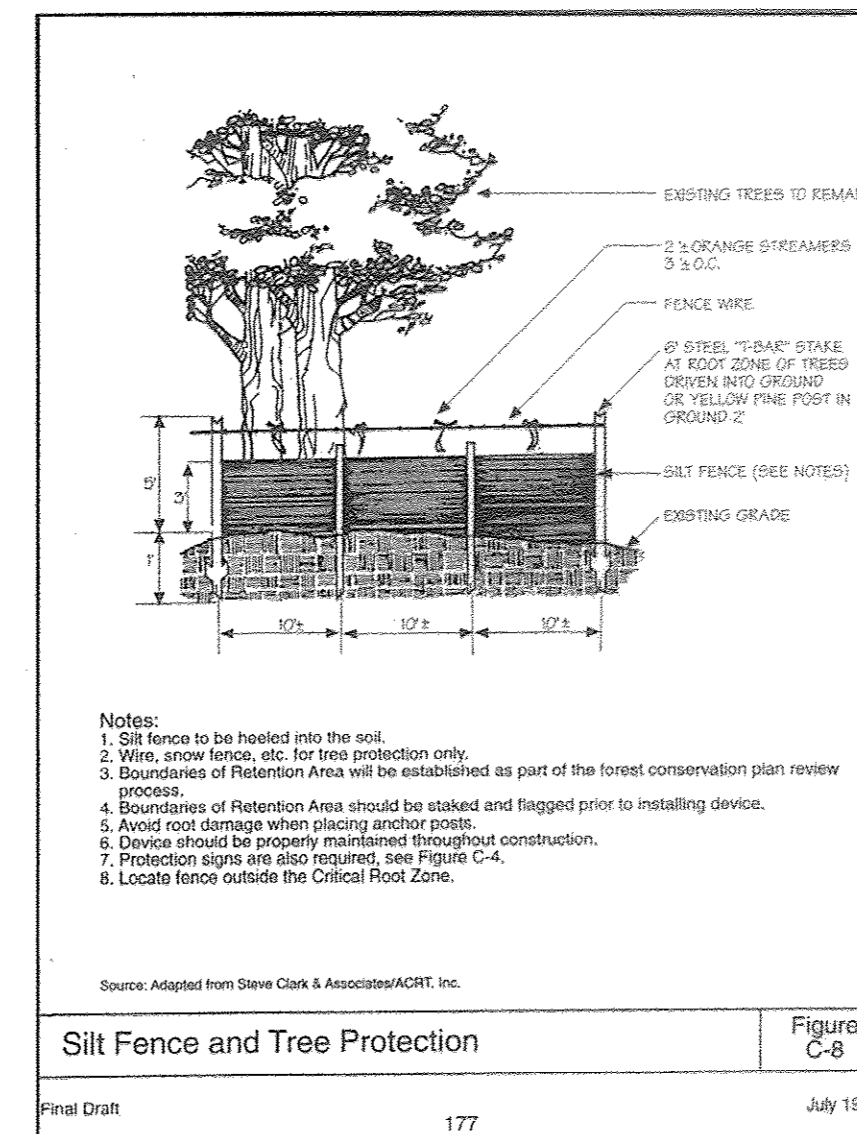 EXISTING TREES TO REMAI
2'± ORANGE STREAMERS
3'± O.C.
FENCE WIRE
6' STEEL "T-BAR" STAKE
AT ROOT ZONE OF TREES
DRIVEN INTO GROUND
OR YELLOW PINE POST IN
GROUND 2'
SILT FENCE (SEE NOTES)
EXISTING GRADE
5'
3'
1'
10'±
10'±
10'±
Notes:
1. Silt fence to be heeled into the soil.
2. Wire, snow fence, etc. for tree protection only.
3. Boundaries of Retention Area will be established as part of the forest conservation plan review
process.
4. Boundaries of Retention Area should be staked and flagged prior to installing device.
5. Avoid root damage when placing anchor posts.
6. Device should be properly maintained throughout construction.
7. Protection signs are also required, see Figure C-4.
8. Locate fence outside the Critical Root Zone.
Source: Adapted from Steve Clark & Associates/ACRT, Inc.
Silt Fence and Tree Protection
Figure
C-8
Final Draft
177
July 19